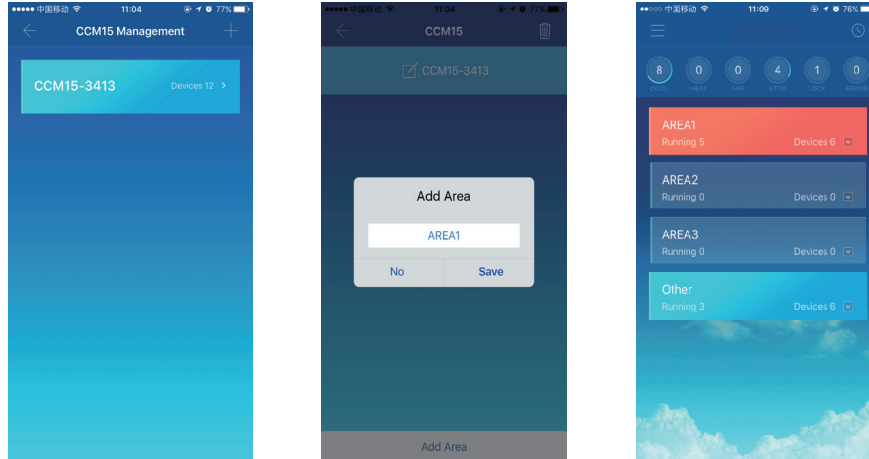 中国移动 11:04 77%
CCM15 Management
CCM15-3413 Devices 12
中国移动 11:04 77%
CCM15
CCM15-3413
Add Area
AREA1
No Save
Add Area
中国移动 11:09 76%
8 0 0 4 1 0
COOL HEAT FAN STOP LOCK ERROR
AREA1
Running 5 Devices 6
AREA2
Running 0 Devices 0
AREA3
Running 0 Devices 0
Other
Running 3 Devices 6